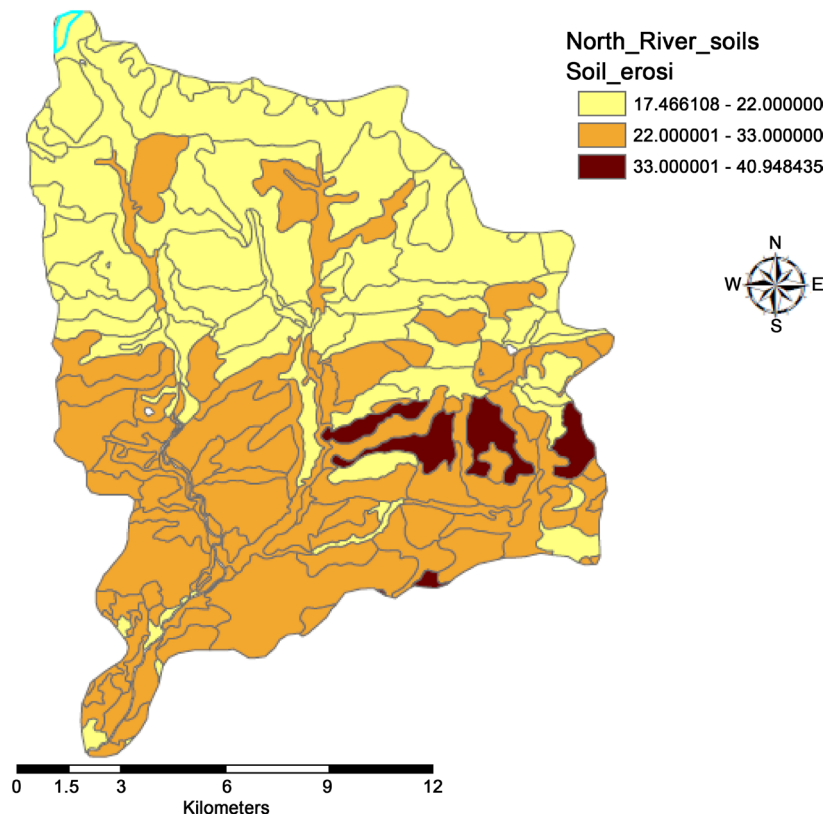 North_River_soils
Soil_erosi
17.466108 - 22.000000
22.000001 - 33.000000
33.000001 - 40.948435
N
W E
S
0 1.5 3 6 9 12
Kilometers